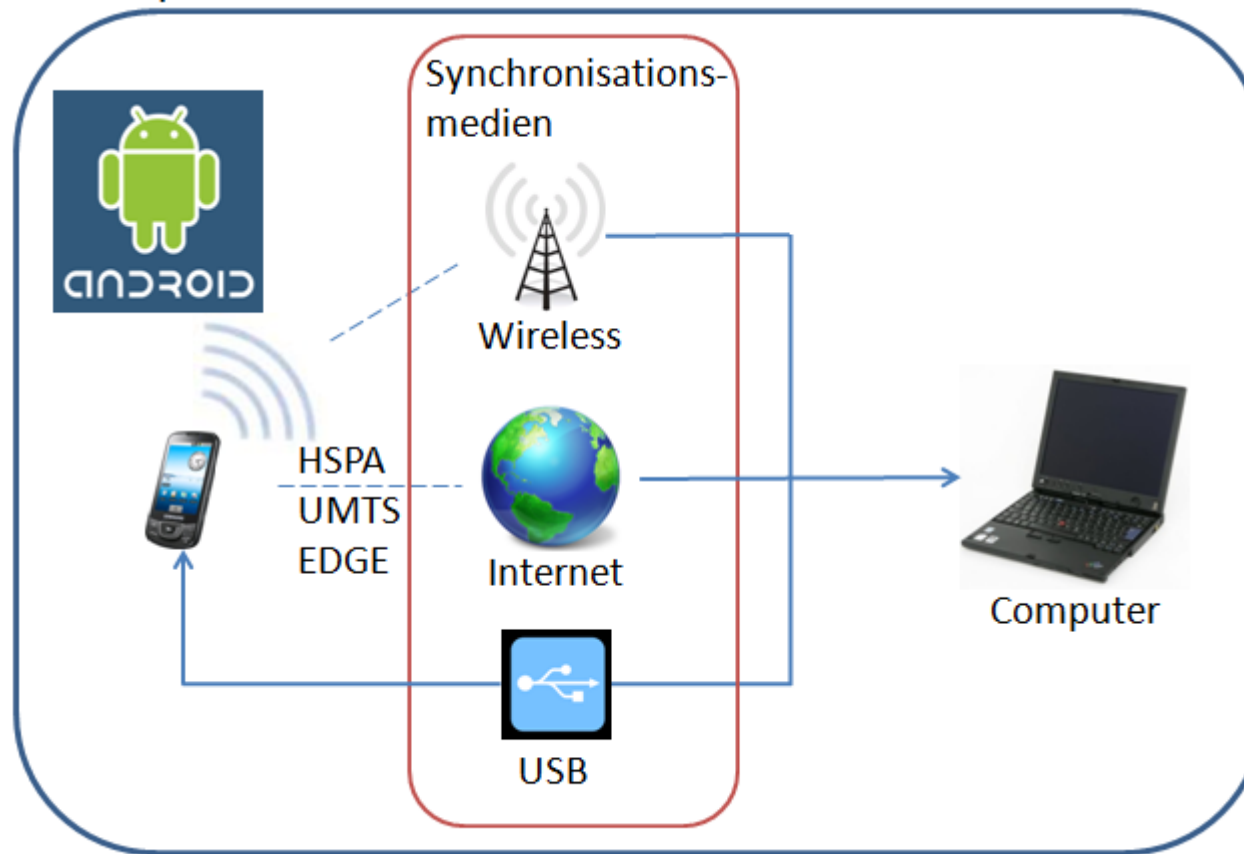 Synchronisations-
medien
ANDROID
Wireless
HSPA
UMTS
EDGE
Internet
Computer
USB